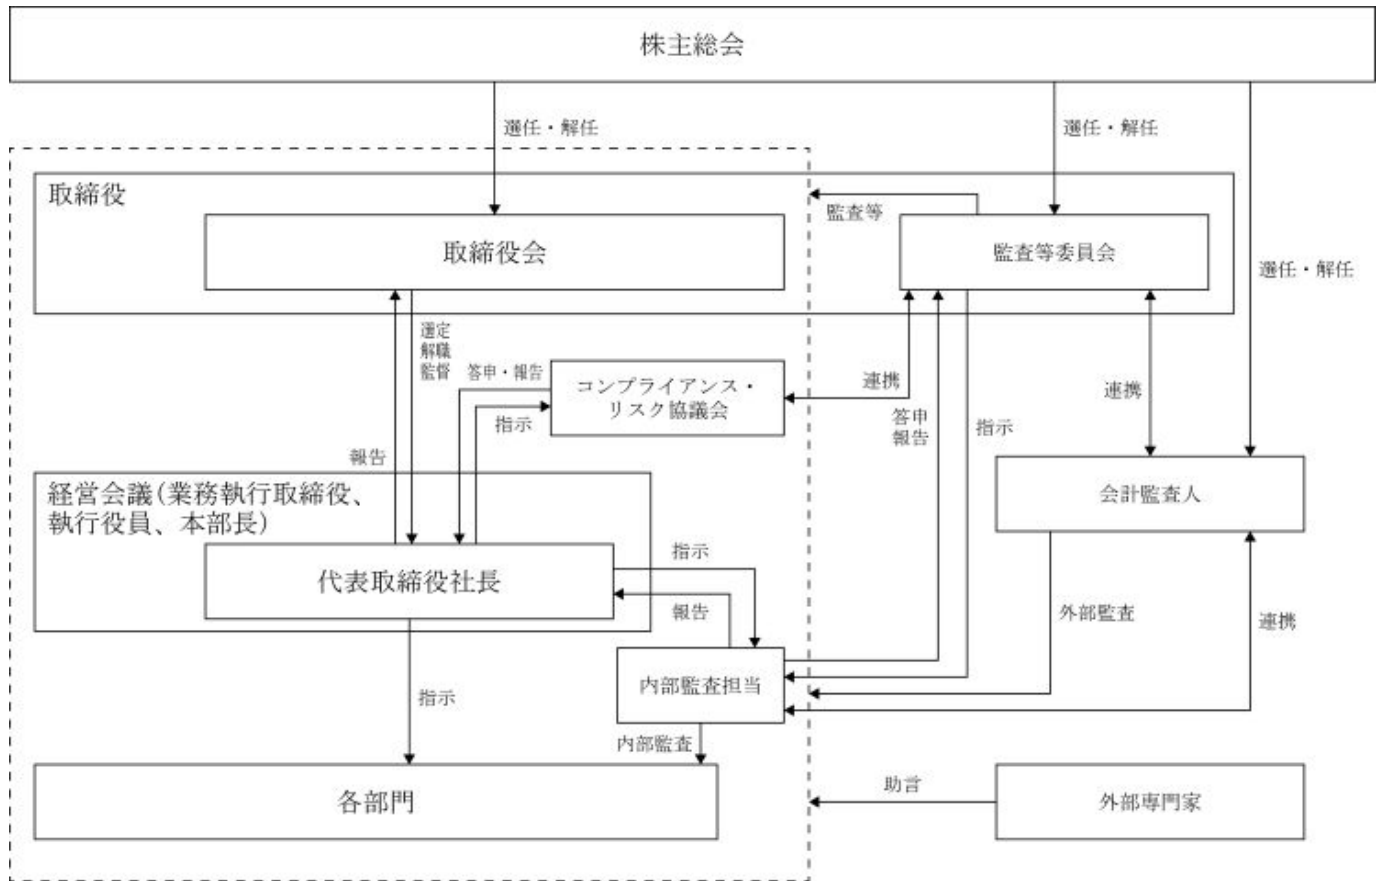 株主総会
選任・解任
選任・解任
取締役
監査等
取締役会
監査等委員会
選任・解任
選定
解職
監督
答申・報告
コンプライアンス・
リスク協議会
連携
連携
指示
答申
報告
指示
報告
経営会議(業務執行取締役、
執行役員、本部長)
会計監査人
指示
代表取締役社長
報告
外部監査
連携
内部監査担当
指示
内部監査
助言
各部門
外部専門家